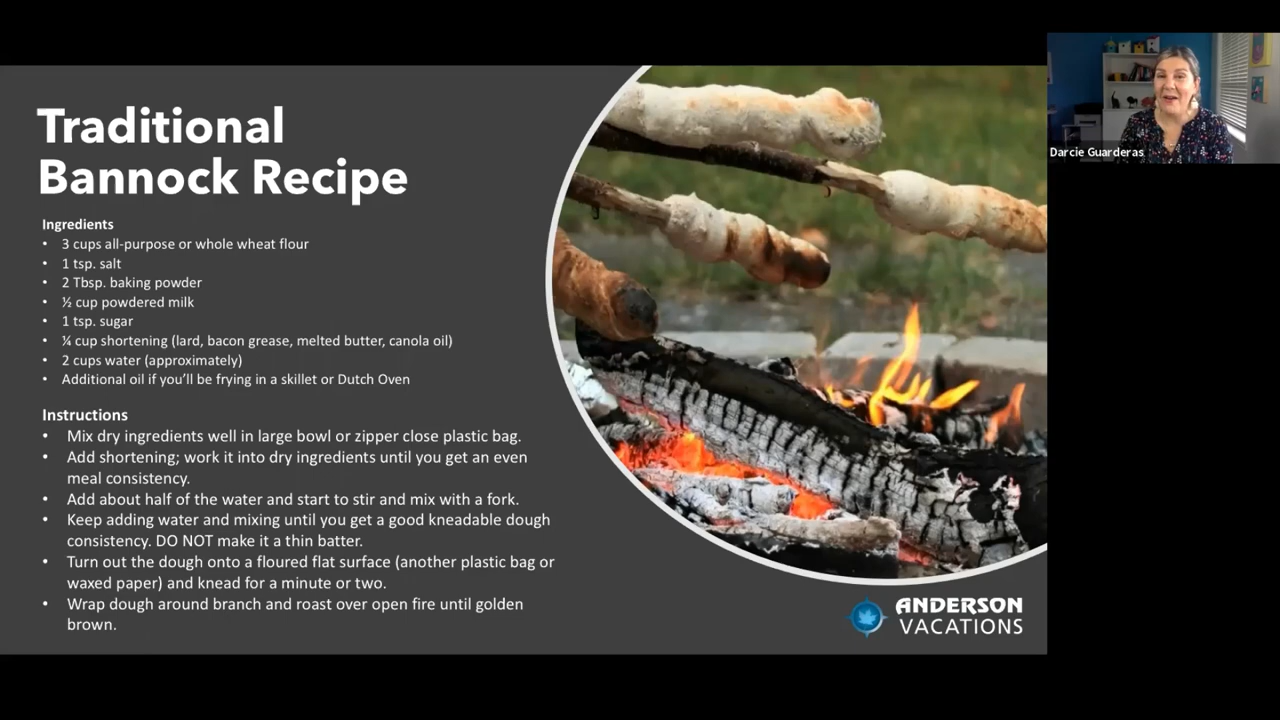 Traditional
Bannock Recipe
Ingredients
• 3 cups all-purpose or whole wheat flour
• 1 tsp. salt
• 2 Tbsp. baking powder
• ½ cup powdered milk
• 1 tsp. sugar
• ¼ cup shortening (lard, bacon grease, melted butter, canola oil)
• 2 cups water (approximately)
• Additional oil if you’ll be frying in a skillet or Dutch Oven
Instructions
• Mix dry ingredients well in large bowl or zipper close plastic bag.
• Add shortening; work it into dry ingredients until you get an even
meal consistency.
• Add about half of the water and start to stir and mix with a fork.
• Keep adding water and mixing until you get a good kneadable dough
consistency. DO NOT make it a thin batter.
• Turn out the dough onto a floured flat surface (another plastic bag or
waxed paper) and knead for a minute or two.
• Wrap dough around branch and roast over open fire until golden
brown.
ANDERSON
VACATIONS
Darcie Guarderas